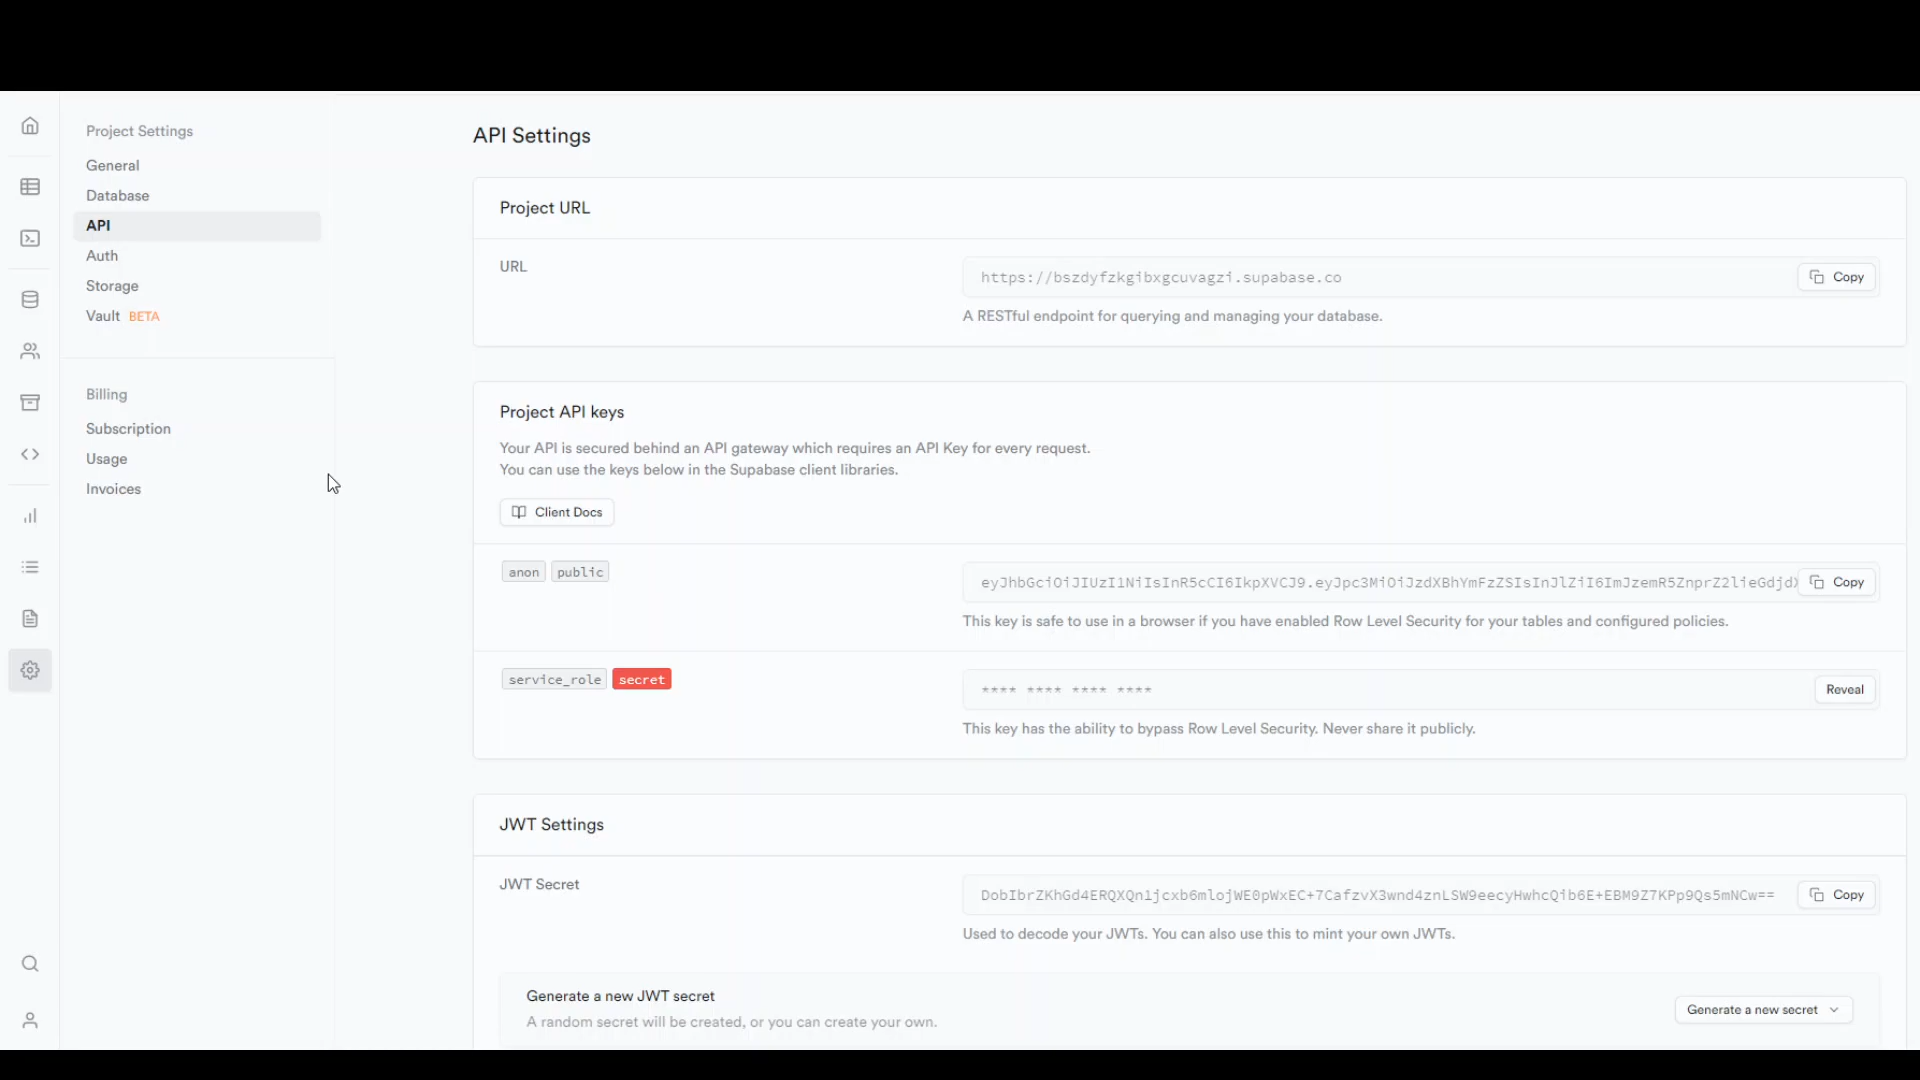 Project Settings
General
Database
API
Auth
Storage
Vault BETA
Billing
Subscription
Usage
Invoices
API Settings
Project URL
URL
https://bszdyfzkgibxgcuvagzi.supabase.co
Copy
A RESTful endpoint for querying and managing your database.
Project API keys
Your API is secured behind an API gateway which requires an API Key for every request.
You can use the keys below in the Supabase client libraries.
Client Docs
anon public
eyJhbGciOiJIUzI1NiIsInR5cCI6IkpXVCJ9.eyJpc3MiOiJzdXBhYmFzZSIsInJlZiI6ImJzemR5ZnprZ2lieGdjdX
Copy
This key is safe to use in a browser if you have enabled Row Level Security for your tables and configured policies.
service_role secret
**** **** **** ****
Reveal
This key has the ability to bypass Row Level Security. Never share it publicly.
JWT Settings
JWT Secret
DobIbrZKhGd4ERQXQn1jcxb6mlojWE0pWxEC+7CafzvX3wnd4znLSW9eecyHwhcQib6E+EBM9Z7KPp9Qs5mNCw==
Copy
Used to decode your JWTs. You can also use this to mint your own JWTs.
Generate a new JWT secret
A random secret will be created, or you can create your own.
Generate a new secret